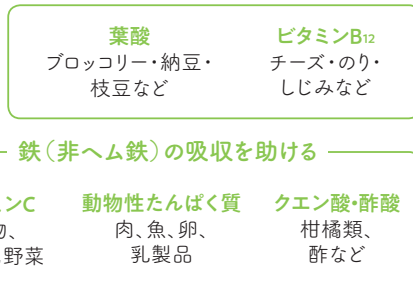 葉酸
ブロッコリー・納豆・
枝豆など
ビタミンB12
チーズ・のり・
しじみなど
鉄(非ヘム鉄)の吸収を助ける
ンC
、
野菜
動物性たんぱく質
肉、魚、卵、
乳製品
クエン酸・酢酸
柑橘類、
酢など